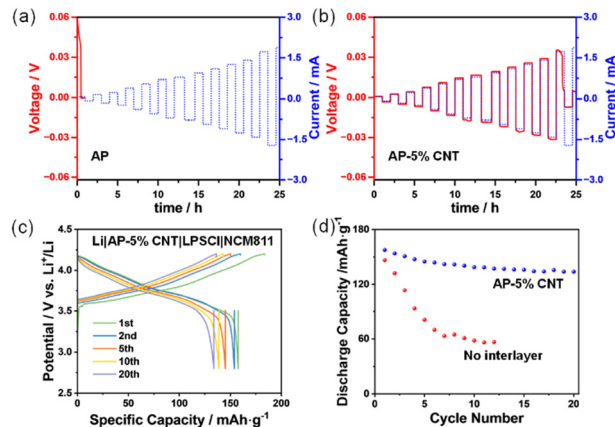 (a)
0.06
0.03
0.00
-0.03
-0.06
Voltage / V
3.0
1.5
0.0
-1.5
-3.0
Current / mA
AP
0 5 10 15 20 25
time / h
(b)
0.06
0.03
0.00
-0.03
-0.06
Voltage / V
3.0
1.5
0.0
-1.5
-3.0
Current / mA
AP-5% CNT
0 5 10 15 20 25
time / h
(c)
Li|AP-5% CNT|LPSCl|NCM811
4.5
4.0
3.5
3.0
2.5
Potential / V vs. Li⁺/Li
1st
2nd
5th
10th
20th
0 50 100 150 200
Specific Capacity / mAh·g⁻¹
(d)
180
120
60
0
Discharge Capacity /mAh·g⁻¹
AP-5% CNT
No interlayer
0 5 10 15 20
Cycle Number